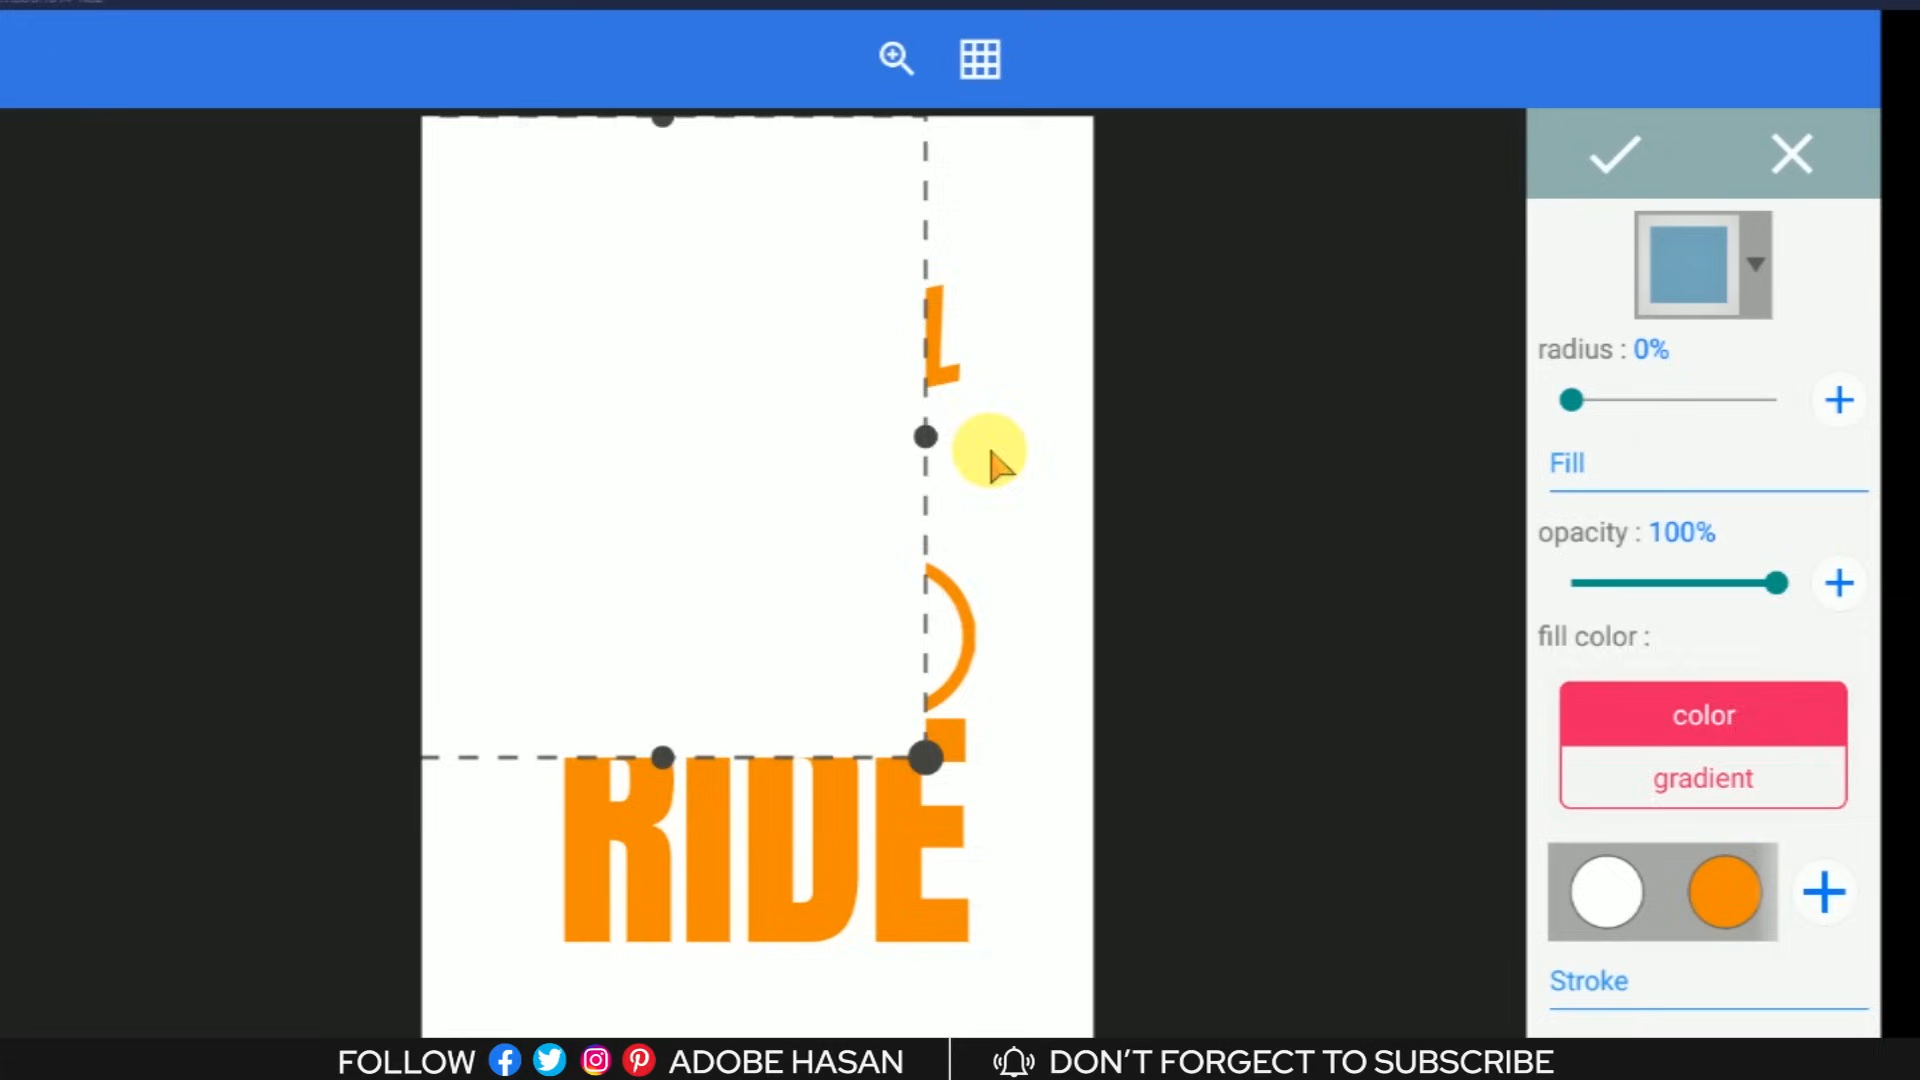 radius : 0%
Fill
opacity : 100%
fill color :
color
gradient
Stroke
L
RIDE
FOLLOW ADOBE HASAN
DON'T FORGECT TO SUBSCRIBE